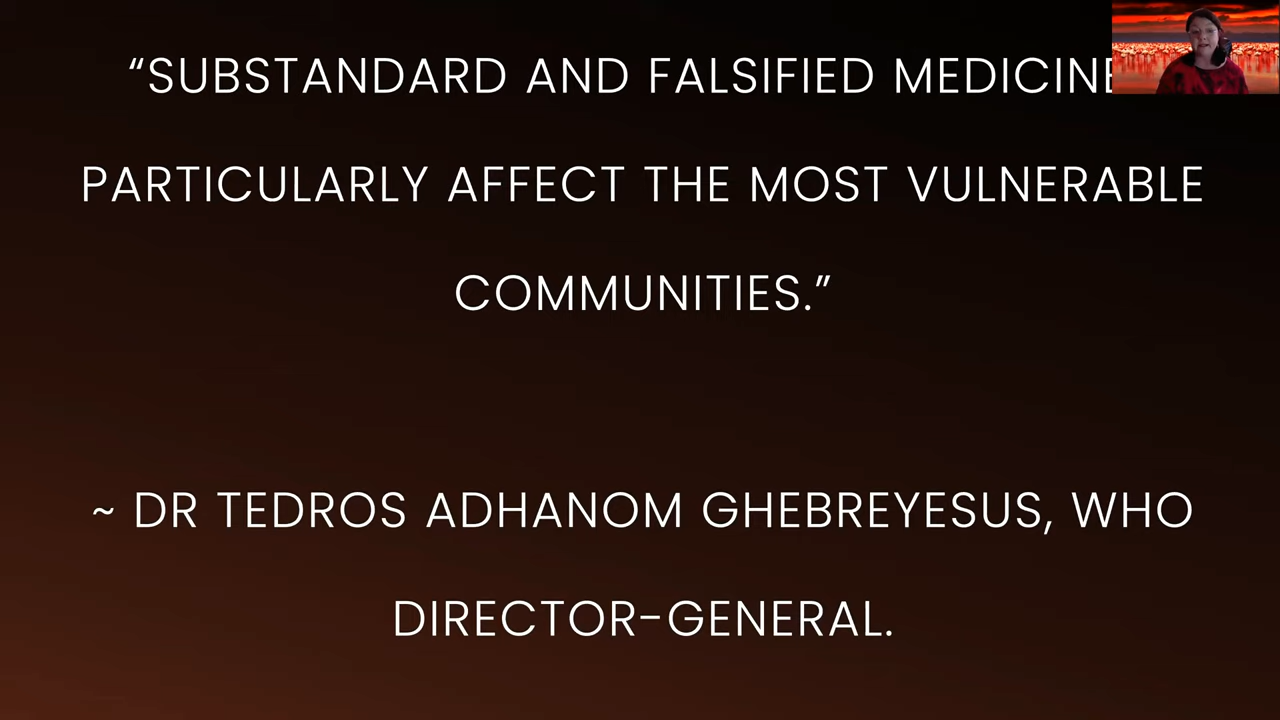 “SUBSTANDARD AND FALSIFIED MEDICINE
PARTICULARLY AFFECT THE MOST VULNERABLE
COMMUNITIES.”
~ DR TEDROS ADHANOM GHEBREYESUS, WHO
DIRECTOR-GENERAL.